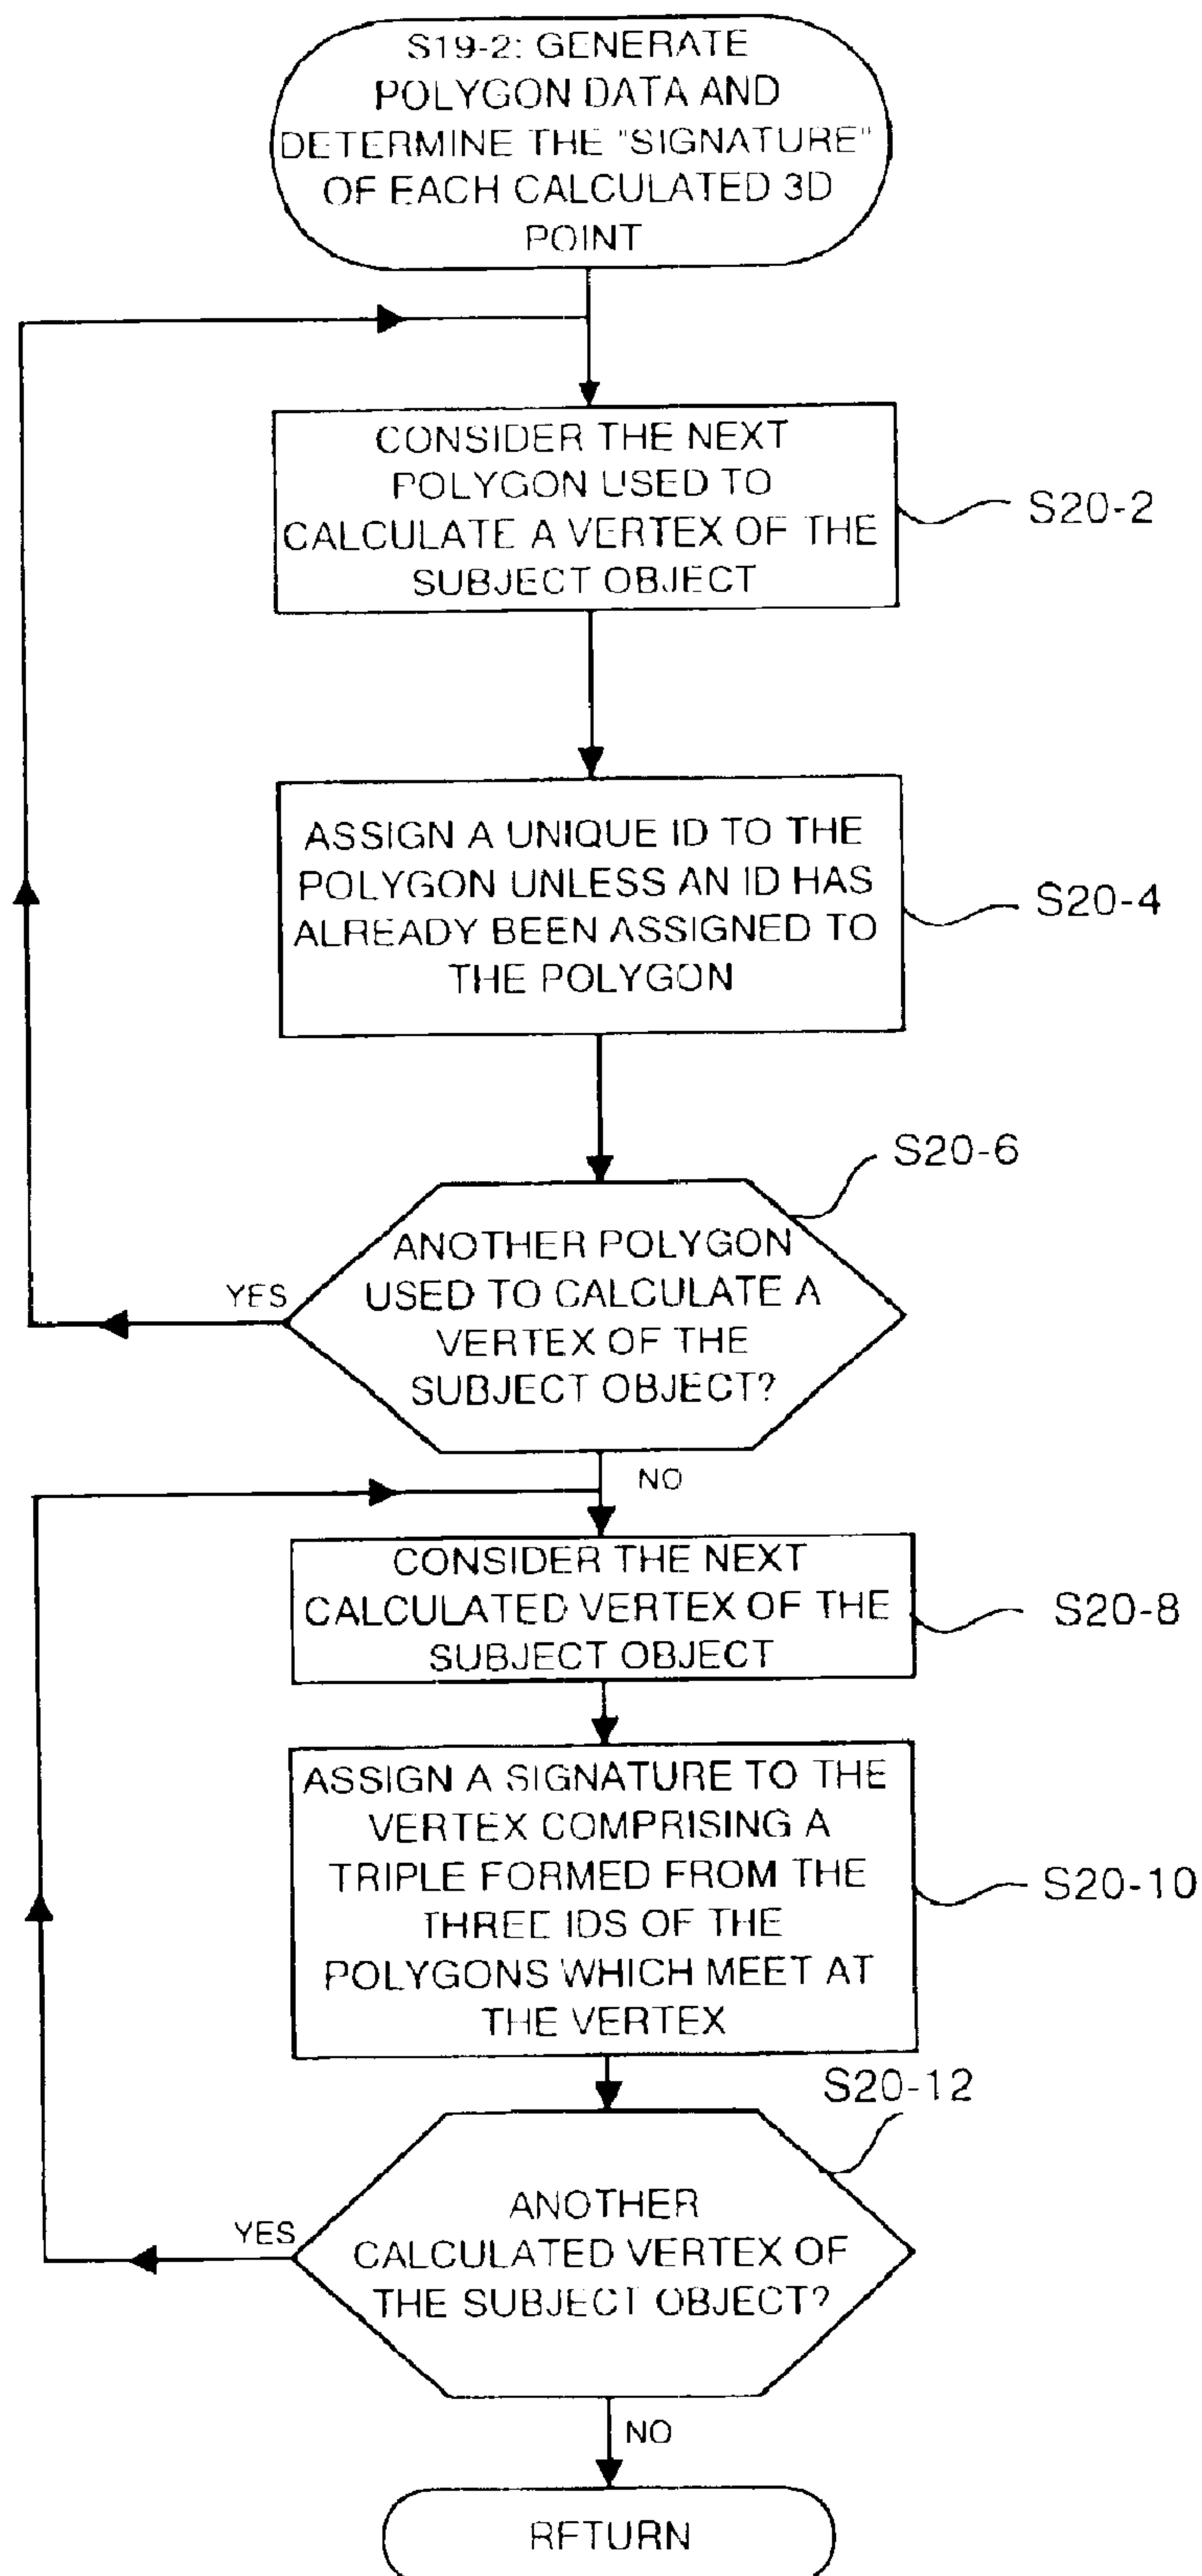 S19-2: GENERATE
POLYGON DATA AND
DETERMINE THE "SIGNATURE"
OF EACH CALCULATED 3D
POINT
CONSIDER THE NEXT
POLYGON USED TO
CALCULATE A VERTEX OF THE
SUBJECT OBJECT
S20-2
ASSIGN A UNIQUE ID TO THE
POLYGON UNLESS AN ID HAS
ALREADY BEEN ASSIGNED TO
THE POLYGON
S20-4
S20-6
ANOTHER POLYGON
USED TO CALCULATE A
VERTEX OF THE
SUBJECT OBJECT?
YES
NO
CONSIDER THE NEXT
CALCULATED VERTEX OF THE
SUBJECT OBJECT
S20-8
ASSIGN A SIGNATURE TO THE
VERTEX COMPRISING A
TRIPLE FORMED FROM THE
THREE IDS OF THE
POLYGONS WHICH MEET AT
THE VERTEX
S20-10
S20-12
ANOTHER
CALCULATED VERTEX OF
THE SUBJECT OBJECT?
YES
NO
RETURN